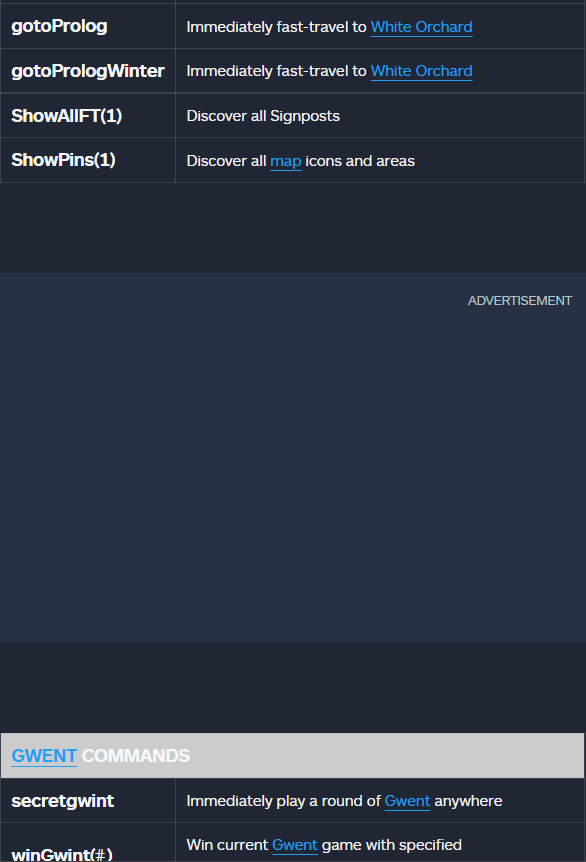 gotoProlog Immediately fast-travel to White Orchard
gotoPrologWinter Immediately fast-travel to White Orchard
ShowAllFT(1) Discover all Signposts
ShowPins(1) Discover all map icons and areas
ADVERTISEMENT
GWENT COMMANDS
secretgwint Immediately play a round of Gwent anywhere
Win current Gwent game with specified
winGwint(#)